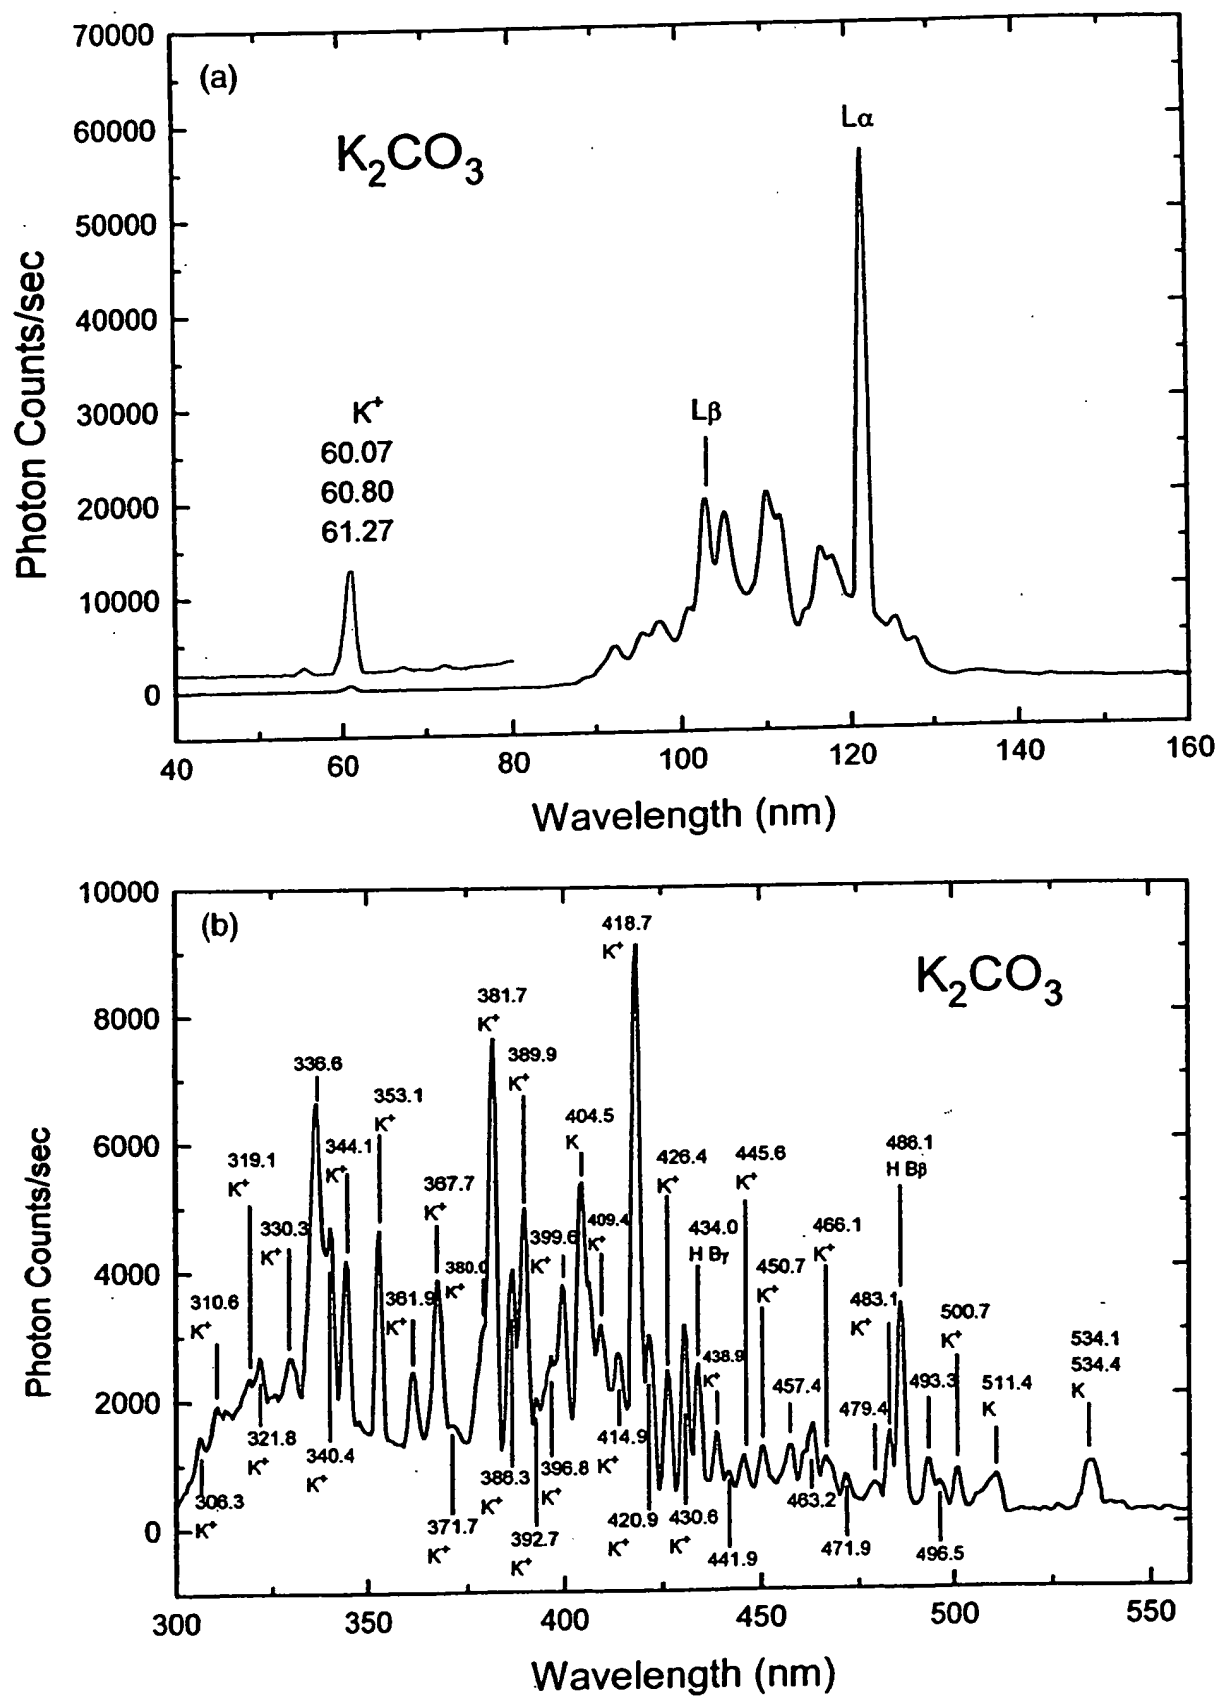 70000
(a)
60000
Lα
K₂CO₃
50000
40000
30000
K⁺
Lβ
60.07
60.80
61.27
20000
10000
0
40
60
80
100
120
140
160
Photon Counts/sec
Wavelength (nm)
10000
(b)
418.7
K⁺
K₂CO₃
8000
381.7
K⁺
389.9
K⁺
336.6
353.1
K⁺
404.5
K
6000
319.1
K⁺
344.1
K⁺
426.4
K⁺
445.6
K⁺
486.1
H Bβ
330.3
K⁺
367.7
K⁺
399.6
K⁺
409.4
K⁺
434.0
H Bγ
466.1
K⁺
4000
310.6
K⁺
361.9
K⁺
380.0
K⁺
450.7
K⁺
483.1
K⁺
500.7
K⁺
534.1
534.4
K
438.9
K⁺
457.4
479.4
493.3
511.4
K
2000
321.8
K⁺
340.4
K⁺
386.3
K⁺
396.8
K⁺
414.9
K⁺
306.3
K⁺
371.7
K⁺
392.7
K⁺
420.9
K⁺
430.6
K⁺
463.2
441.9
471.9
496.5
0
300
350
400
450
500
550
Photon Counts/sec
Wavelength (nm)